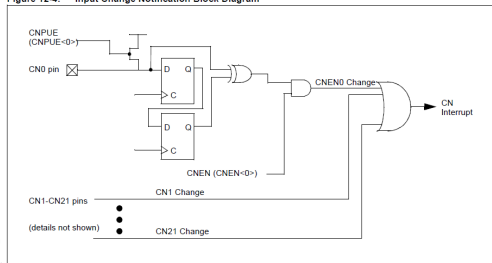 Figure 12-4: Input Change Notification Block Diagram
CNPUE
(CNPUE<0>)
CN0 pin
D Q
C
D Q
C
CNEN0 Change
CN
Interrupt
CNEN (CNEN<0>)
CN1 Change
CN1-CN21 pins
(details not shown)
CN21 Change